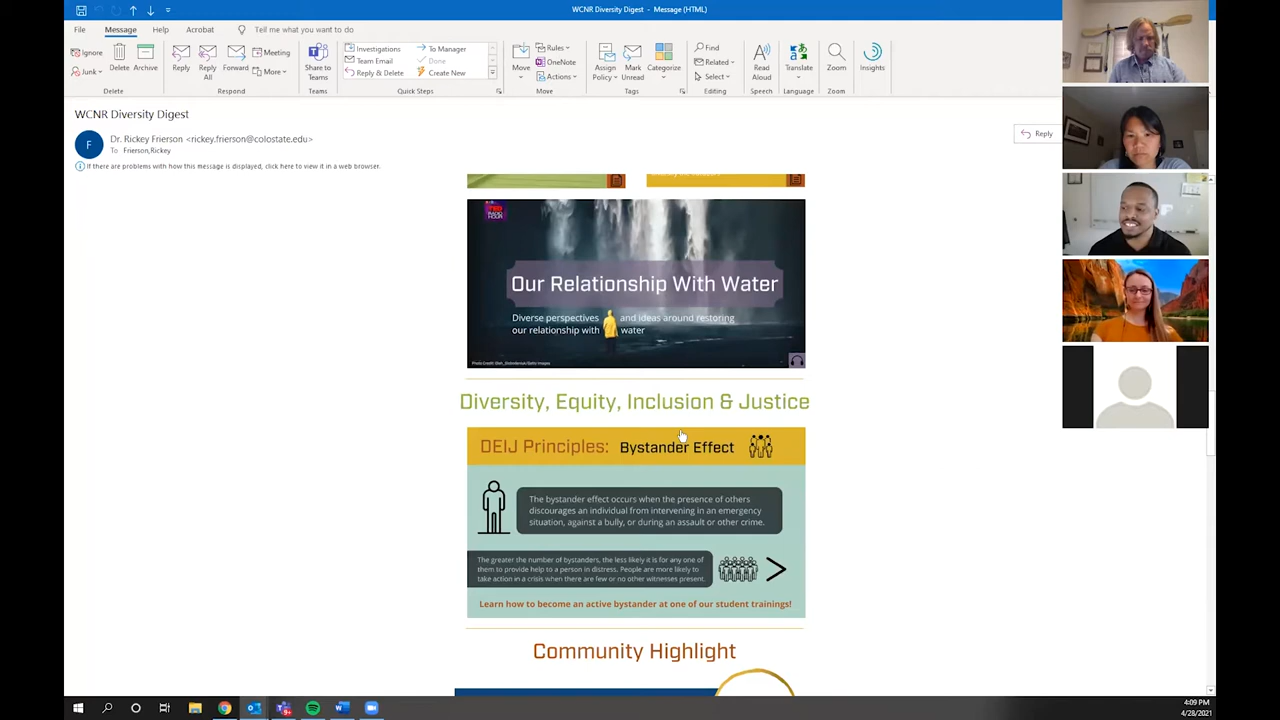 WCNR Diversity Digest - Message (HTML)
File Message Help Acrobat Tell me what you want to do
Ignore
Junk
Delete
Archive
Reply
Reply All
Forward
Meeting
More
Share to Teams
Investigations
Team Email
Reply & Delete
To Manager
Done
Create New
Move
Rules
OneNote
Actions
Assign Policy
Mark Unread
Categorize
Find
Related
Select
Read Aloud
Translate
Zoom
Insights
Delete Respond Teams Quick Steps Move Tags Editing Speech Language Zoom
WCNR Diversity Digest
F
Dr. Rickey Frierson <rickey.frierson@colostate.edu>
To Frierson,Rickey
Reply
If there are problems with how this message is displayed, click here to view it in a web browser.
TED
RADIO
HOUR
Our Relationship With Water
Diverse perspectives and ideas around restoring
our relationship with water
Diversity, Equity, Inclusion & Justice
DEIJ Principles: Bystander Effect
The bystander effect occurs when the presence of others
discourages an individual from intervening in an emergency
situation, against a bully, or during an assault or other crime.
The greater the number of bystanders, the less likely it is for any one of
them to provide help to a person in distress. People are more likely to
take action in a crisis when there are few or no other witnesses present.
Learn how to become an active bystander at one of our student trainings!
Community Highlight
4:09 PM
4/28/2021